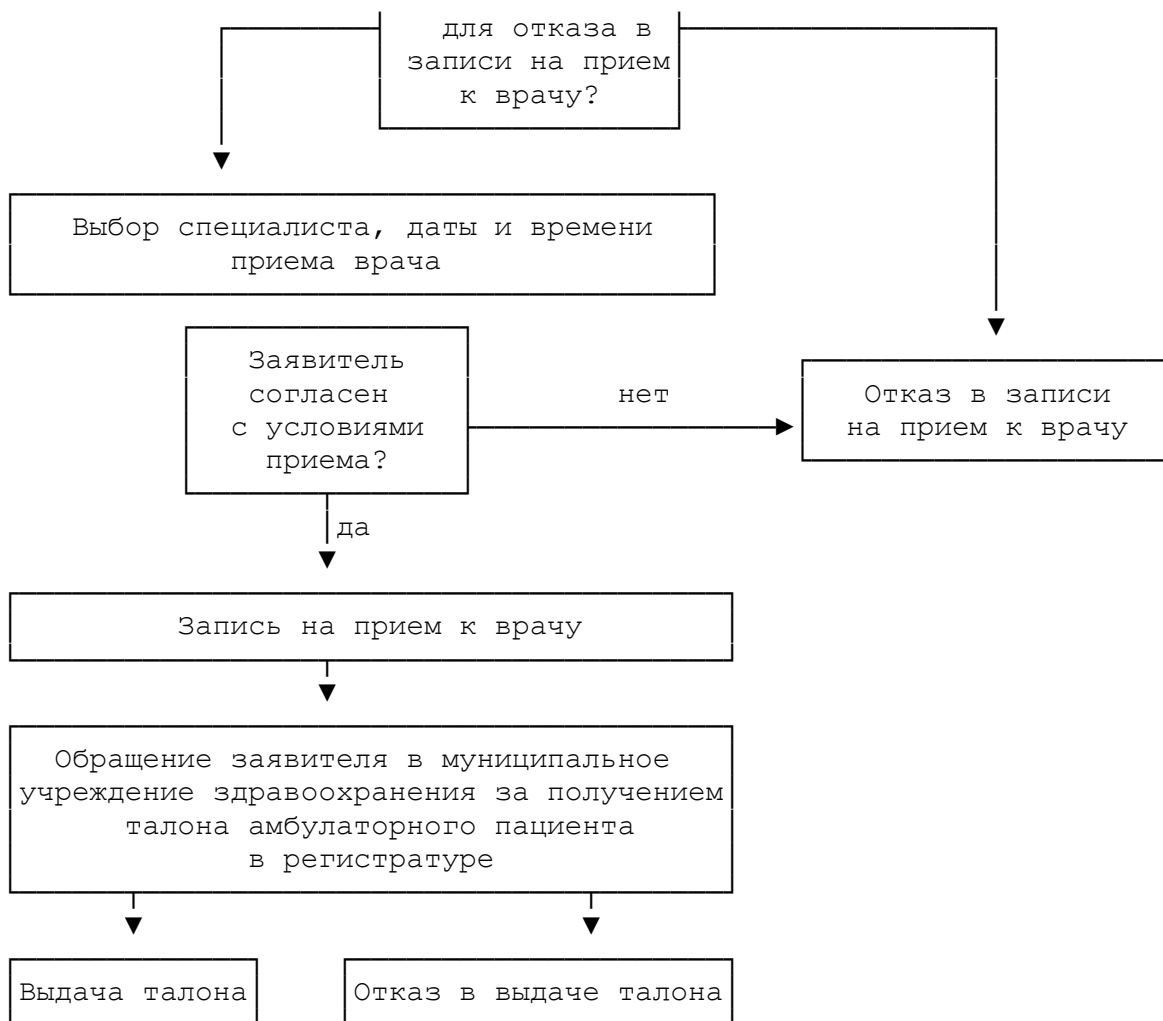 для отказа в
записи на прием
к врачу?
Выбор специалиста, даты и времени
приема врача
Заявитель
согласен
с условиями
приема?
нет
Отказ в записи
на прием к врачу
да
Запись на прием к врачу
Обращение заявителя в муниципальное
учреждение здравоохранения за получением
талона амбулаторного пациента
в регистратуре
Выдача талона
Отказ в выдаче талона